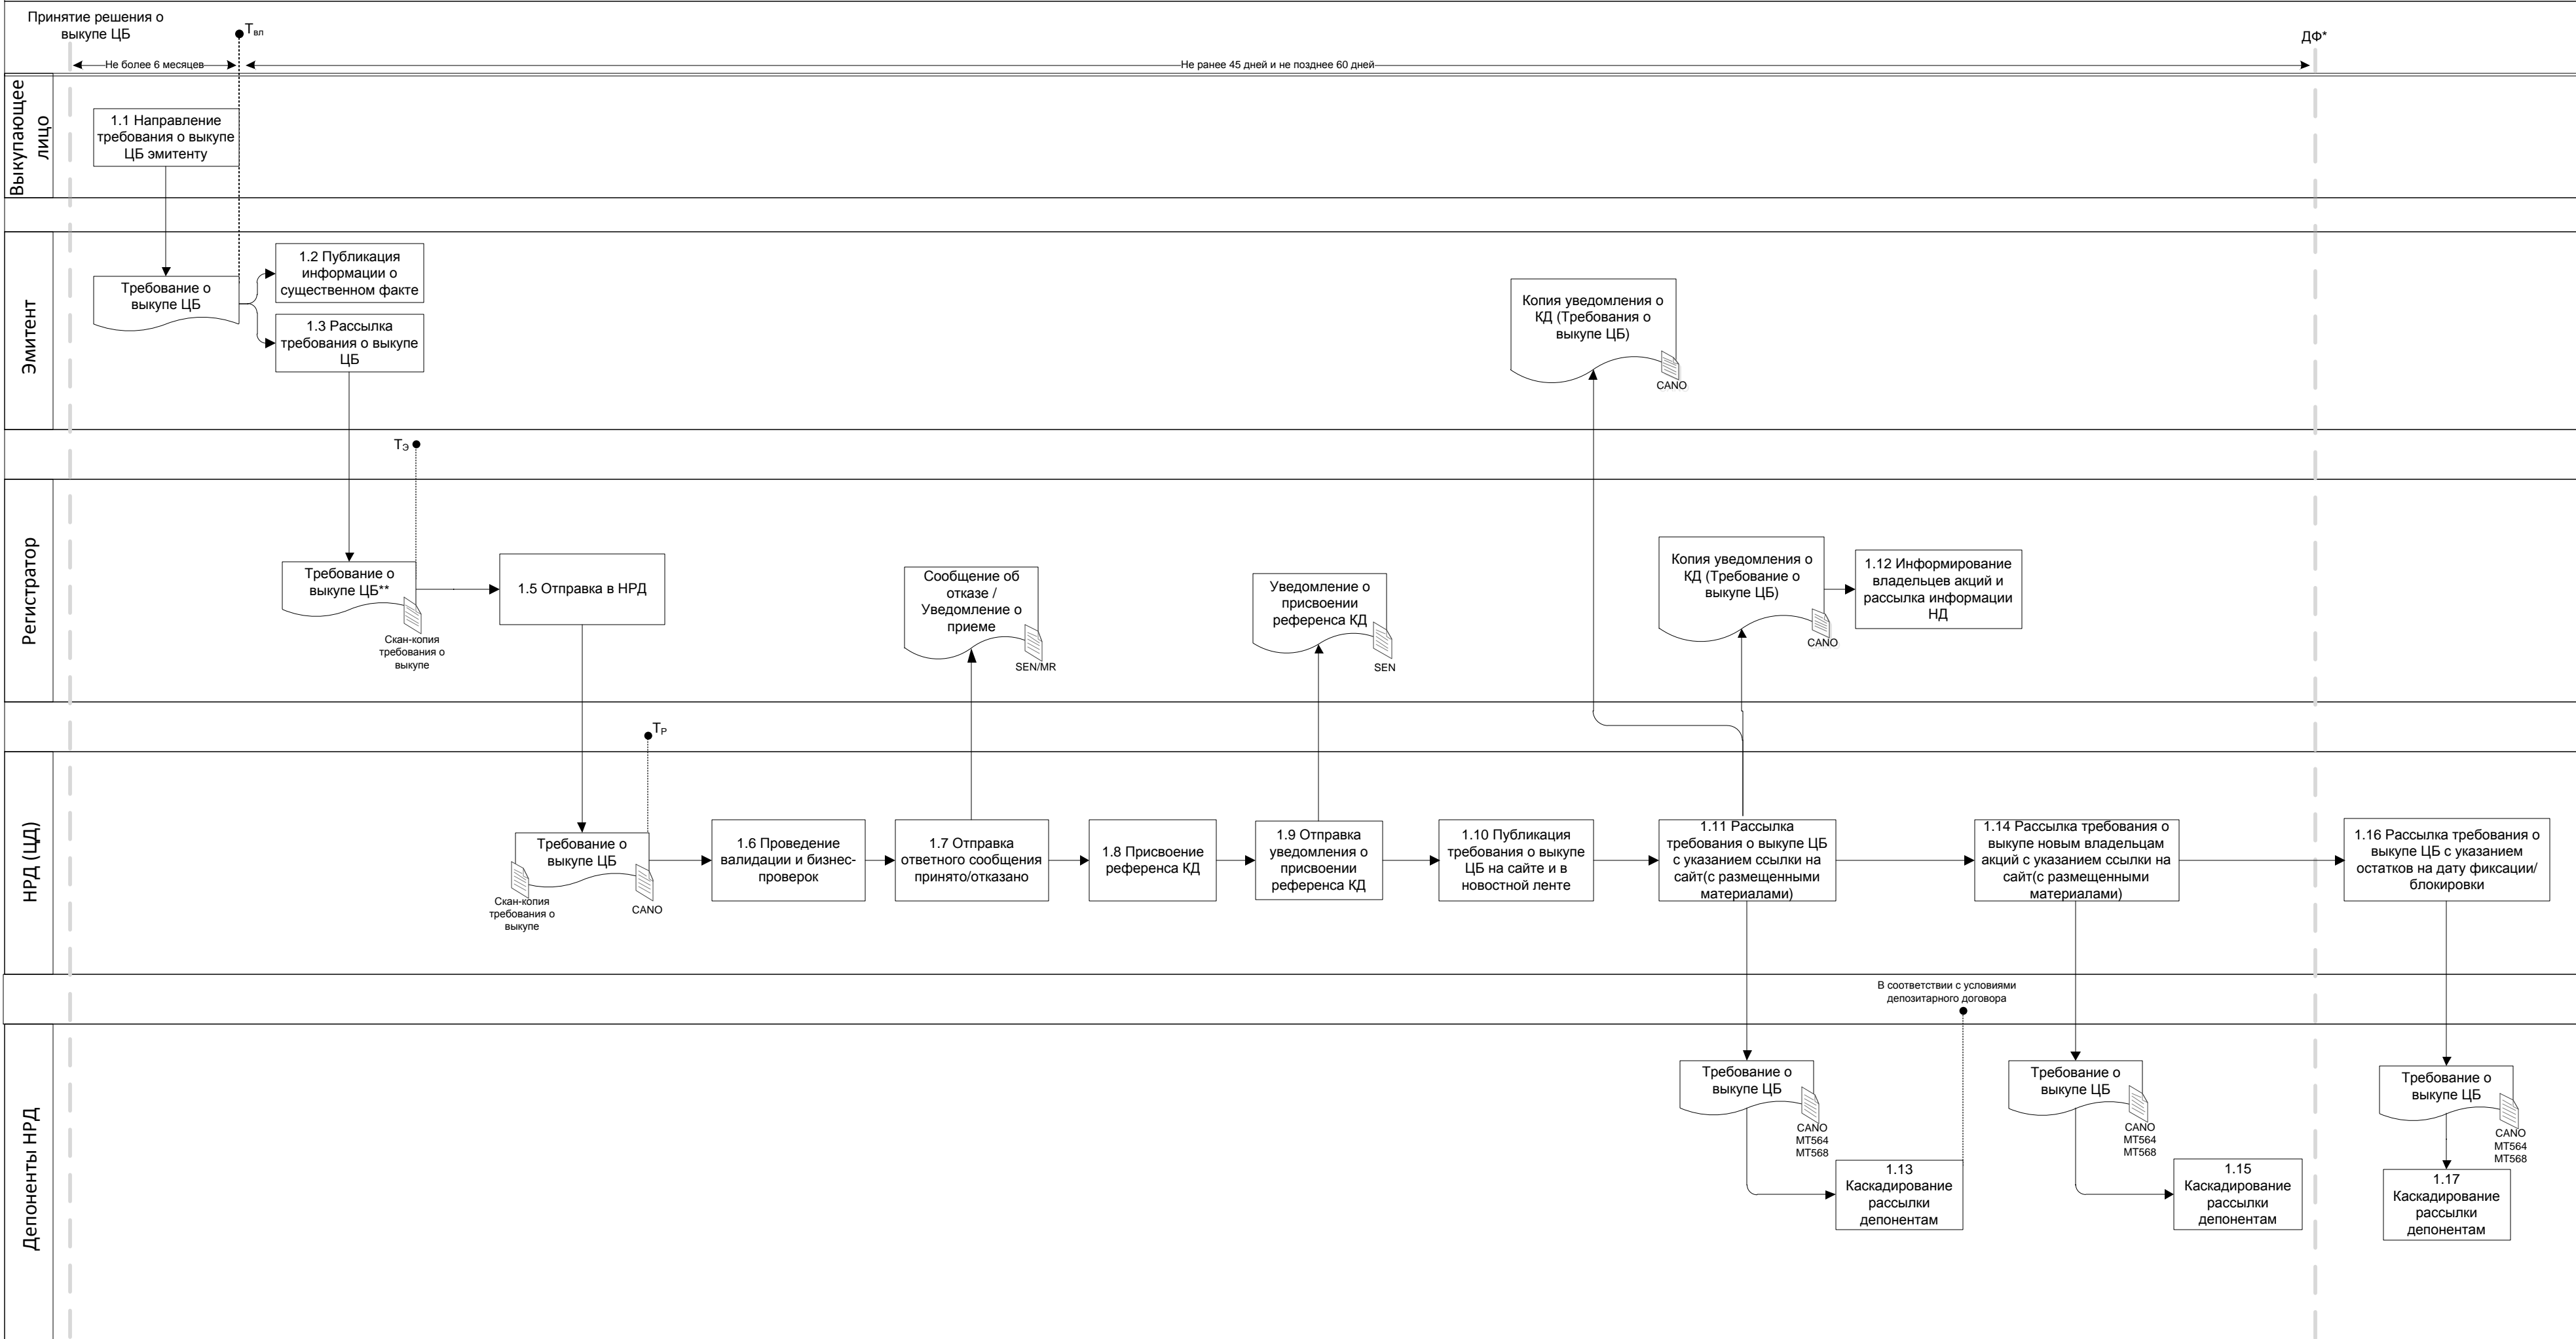 Принятие решения о
выкупе ЦБ
Твл
ДФ*
Не более 6 месяцев
Не ранее 45 дней и не позднее 60 дней
Выкупающее
лицо
1.1 Направление
требования о выкупе
ЦБ эмитенту
Эмитент
Требование о
выкупе ЦБ
1.2 Публикация
информации о
существенном факте
1.3 Рассылка
требования о выкупе
ЦБ
Копия уведомления о
КД (Требования о
выкупе ЦБ)
CANO
ТЭ
Регистратор
Требование о
выкупе ЦБ**
Скан-копия
требования о
выкупе
1.5 Отправка в НРД
Сообщение об
отказе /
Уведомление о
приеме
SEN/MR
Уведомление о
присвоении
референса КД
SEN
Копия уведомления о
КД (Требование о
выкупе ЦБ)
CANO
1.12 Информирование
владельцев акций и
рассылка информации
НД
ТР
НРД (ЦД)
Требование о
выкупе ЦБ
Скан-копия
требования о
выкупе
CANO
1.6 Проведение
валидации и бизнес-
проверок
1.7 Отправка
ответного сообщения
принято/отказано
1.8 Присвоение
референса КД
1.9 Отправка
уведомления о
присвоении
референса КД
1.10 Публикация
требования о выкупе
ЦБ на сайте и в
новостной ленте
1.11 Рассылка
требования о выкупе ЦБ
с указанием ссылки на
сайт(с размещенными
материалами)
1.14 Рассылка требования о
выкупе новым владельцам
акций с указанием ссылки на
сайт(с размещенными
материалами)
1.16 Рассылка требования о
выкупе ЦБ с указанием
остатков на дату фиксации/
блокировки
В соответствии с условиями
депозитарного договора
Депоненты НРД
Требование о
выкупе ЦБ
CANO
MT564
MT568
1.13
Каскадирование
рассылки
депонентам
Требование о
выкупе ЦБ
CANO
MT564
MT568
1.15
Каскадирование
рассылки
депонентам
Требование о
выкупе ЦБ
CANO
MT564
MT568
1.17
Каскадирование
рассылки
депонентам